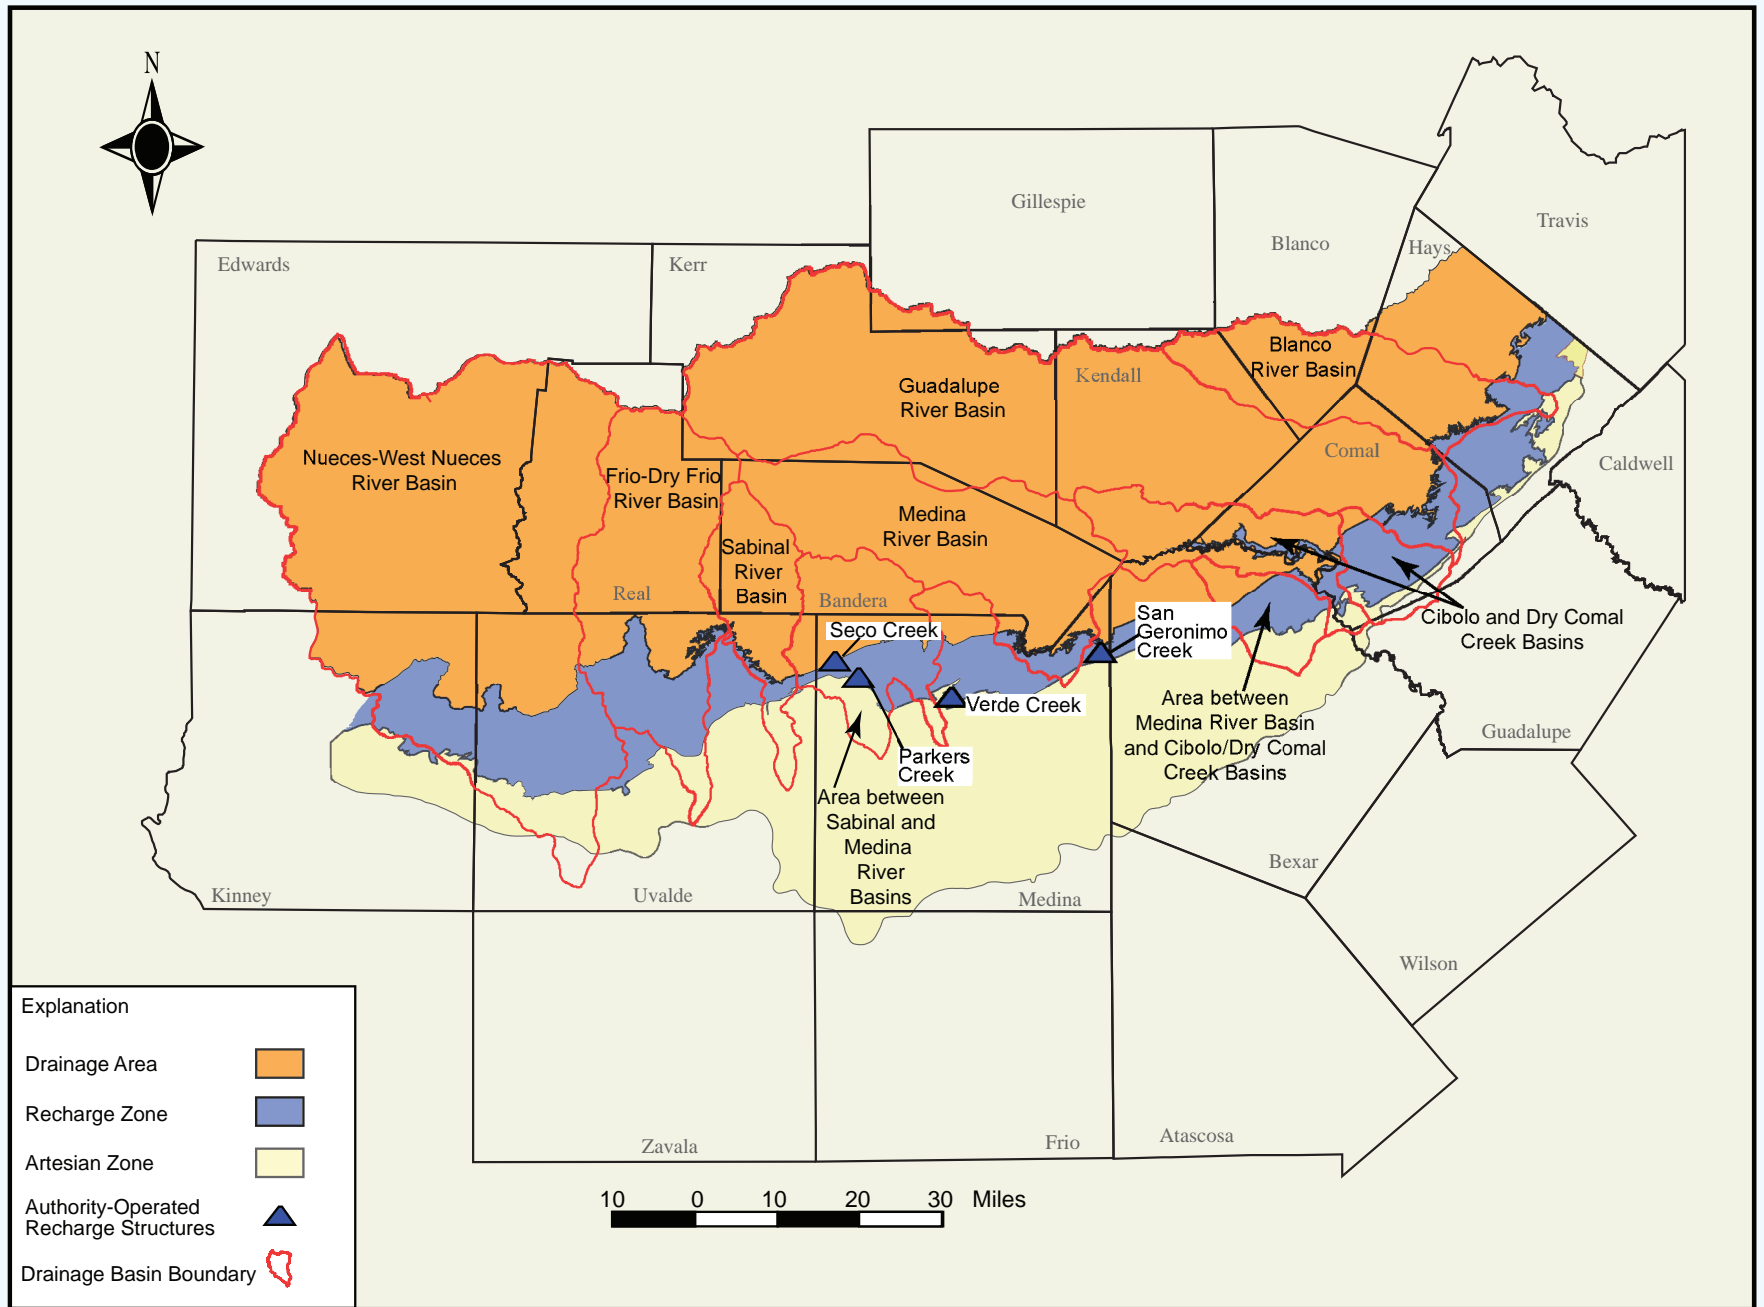 N
Gillespie
Travis
Blanco
Hays
Edwards
Kerr
Blanco
River Basin
Guadalupe
River Basin
Kendall
Comal
Caldwell
Nueces-West Nueces
River Basin
Frio-Dry Frio
River Basin
Medina
River Basin
Sabinal
River
Basin
Real
Bandera
Seco Creek
San
Geronimo
Creek
Cibolo and Dry Comal
Creek Basins
Verde Creek
Area between
Medina River Basin
and Cibolo/Dry Comal
Creek Basins
Guadalupe
Parkers
Creek
Area between
Sabinal and
Medina
River
Basins
Kinney
Uvalde
Medina
Bexar
Wilson
Zavala
Frio
Atascosa
Explanation
Drainage Area
Recharge Zone
Artesian Zone
Authority-Operated
Recharge Structures
Drainage Basin Boundary
10 0 10 20 30 Miles